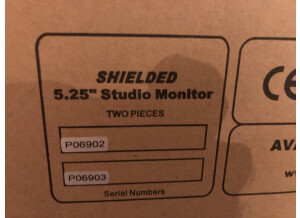 SHIELDED
5.25" Studio Monitor
TWO PIECES
P06902
P06903
Serial Numbers
CE
AVA